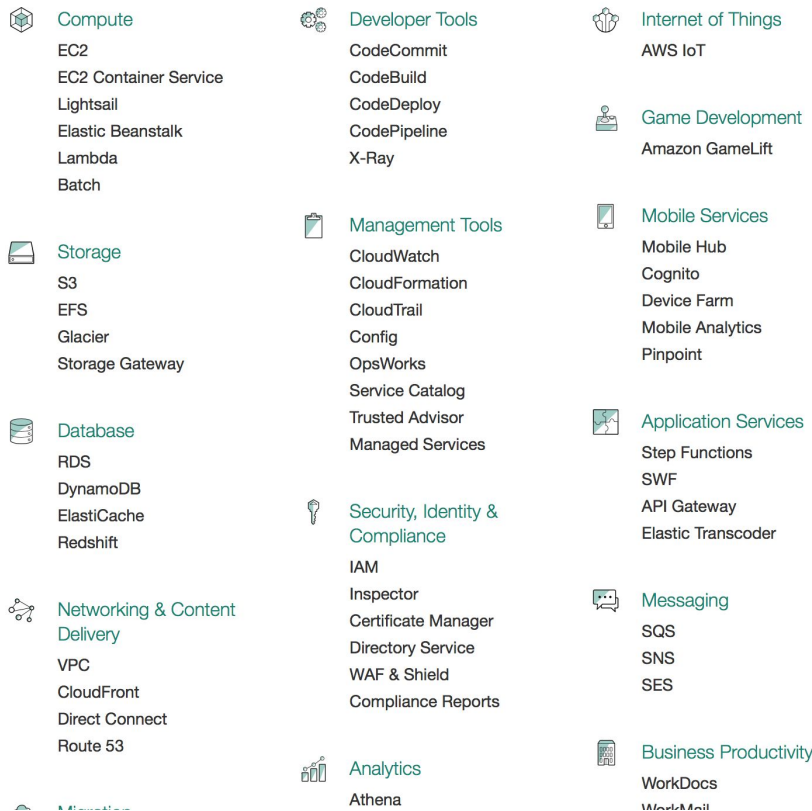 Compute
EC2
EC2 Container Service
Lightsail
Elastic Beanstalk
Lambda
Batch
Storage
S3
EFS
Glacier
Storage Gateway
Database
RDS
DynamoDB
ElastiCache
Redshift
Networking & Content
Delivery
VPC
CloudFront
Direct Connect
Route 53
Migration
Developer Tools
CodeCommit
CodeBuild
CodeDeploy
CodePipeline
X-Ray
Management Tools
CloudWatch
CloudFormation
CloudTrail
Config
OpsWorks
Service Catalog
Trusted Advisor
Managed Services
Security, Identity &
Compliance
IAM
Inspector
Certificate Manager
Directory Service
WAF & Shield
Compliance Reports
Analytics
Athena
Internet of Things
AWS IoT
Game Development
Amazon GameLift
Mobile Services
Mobile Hub
Cognito
Device Farm
Mobile Analytics
Pinpoint
Application Services
Step Functions
SWF
API Gateway
Elastic Transcoder
Messaging
SQS
SNS
SES
Business Productivity
WorkDocs
WorkMail